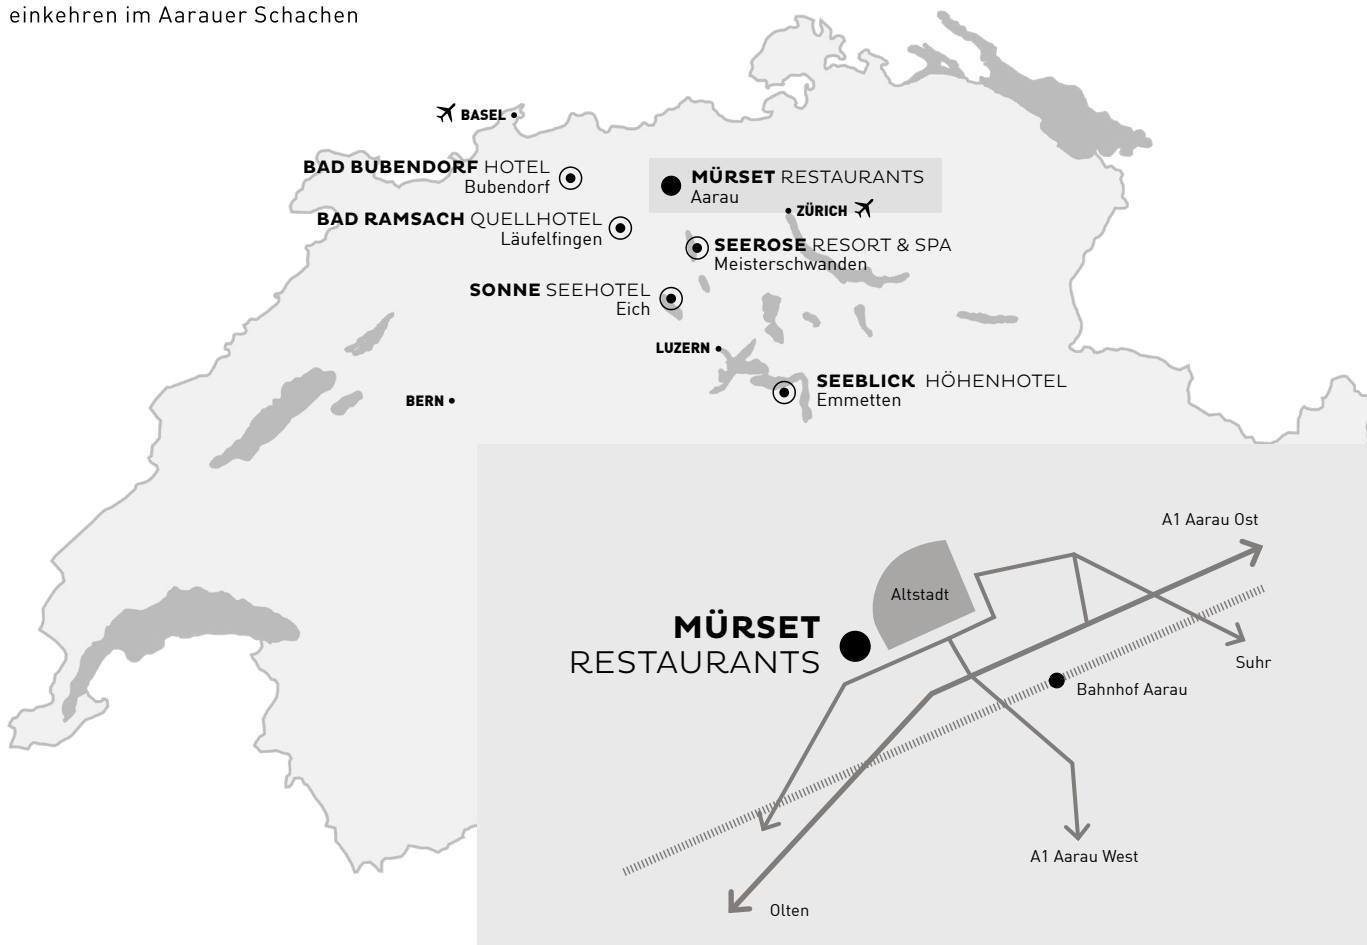 einkehren im Aarauer Schachen
BASEL
BAD BUBENDORF HOTEL
Bubendorf
MÜRSET RESTAURANTS
Aarau
ZÜRICH
BAD RAMSACH QUELLHOTEL
Läufelfingen
SEEROSE RESORT & SPA
Meisterschwanden
SONNE SEEHOTEL
Eich
LUZERN
SEEBLICK HÖHENHOTEL
Emmetten
BERN
A1 Aarau Ost
Altstadt
MÜRSET
RESTAURANTS
Suhr
Bahnhof Aarau
A1 Aarau West
Olten